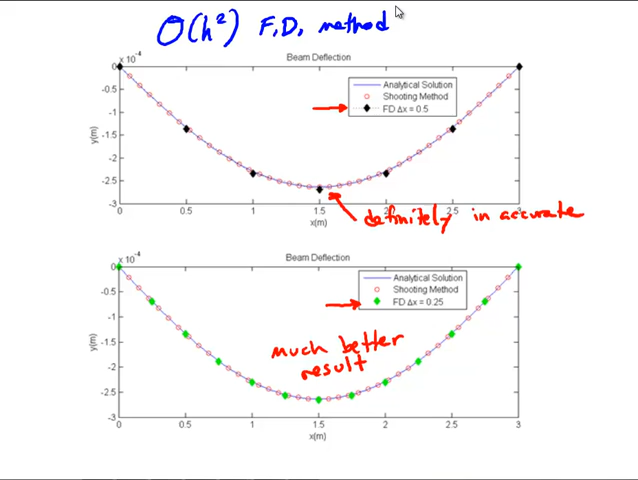 O(h²) F.D. method
Beam Deflection
x 10⁻⁴
0
-0.5
-1
-1.5
-2
-2.5
-3
y(m)
Analytical Solution
Shooting Method
FD Δx = 0.5
0 0.5 1 1.5 2 2.5 3
x(m)
definitely in accurate
Beam Deflection
x 10⁻⁴
0
-0.5
-1
-1.5
-2
-2.5
-3
y(m)
Analytical Solution
Shooting Method
FD Δx = 0.25
much better
result
0 0.5 1 1.5 2 2.5 3
x(m)